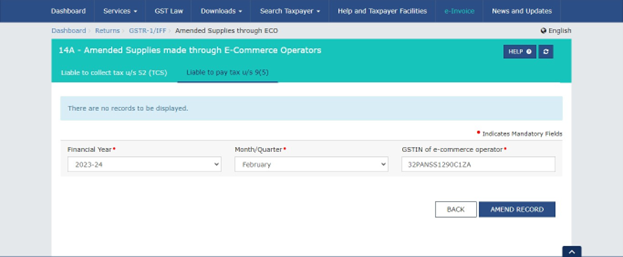 Dashboard Services GST Law Downloads Search Taxpayer Help and Taxpayer Facilities e-Invoice News and Updates
Dashboard Returns GSTR-1/IFF Amended Supplies through ECO English
14A - Amended Supplies made through E-Commerce Operators HELP
Liable to collect tax u/s 52 (TCS) Liable to pay tax u/s 9(5)
There are no records to be displayed.
• Indicates Mandatory Fields
Financial Year• Month/Quarter• GSTIN of e-commerce operator•
2023-24 February 32PANSS1290C1ZA
BACK AMEND RECORD